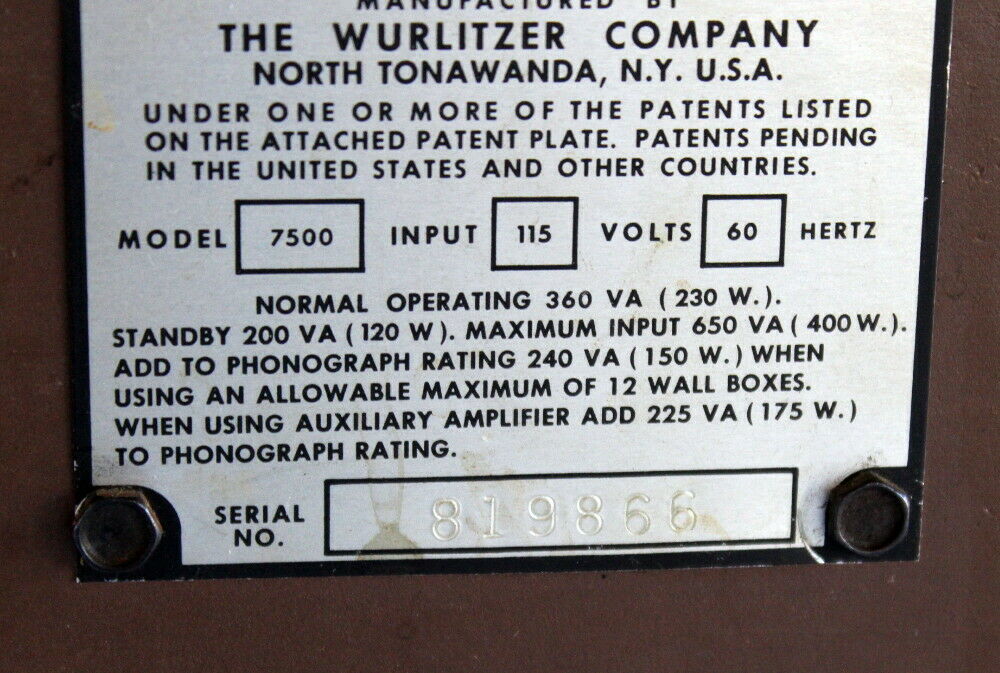 MANUFACTURED BY
THE WURLITZER COMPANY
NORTH TONAWANDA, N.Y. U.S.A.
UNDER ONE OR MORE OF THE PATENTS LISTED
ON THE ATTACHED PATENT PLATE. PATENTS PENDING
IN THE UNITED STATES AND OTHER COUNTRIES.
MODEL 7500 INPUT 115 VOLTS 60 HERTZ
NORMAL OPERATING 360 VA (230 W.).
STANDBY 200 VA (120 W). MAXIMUM INPUT 650 VA (400 W.).
ADD TO PHONOGRAPH RATING 240 VA (150 W.) WHEN
USING AN ALLOWABLE MAXIMUM OF 12 WALL BOXES.
WHEN USING AUXILIARY AMPLIFIER ADD 225 VA (175 W.)
TO PHONOGRAPH RATING.
SERIAL NO. 819866